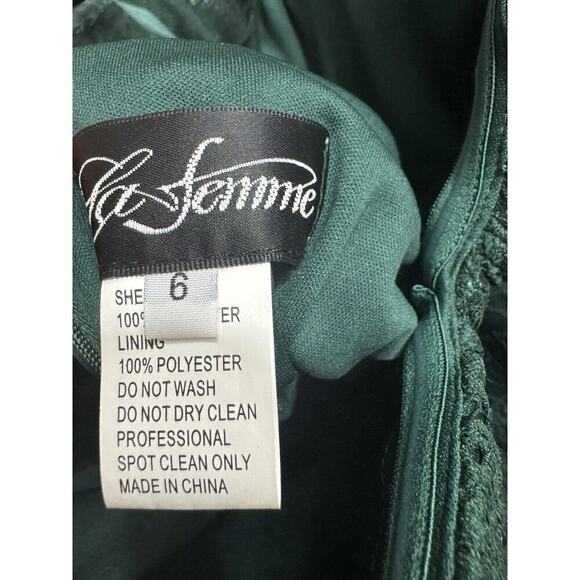 La Femme
6
SHE
100% ER
LINING
100% POLYESTER
DO NOT WASH
DO NOT DRY CLEAN
PROFESSIONAL
SPOT CLEAN ONLY
MADE IN CHINA